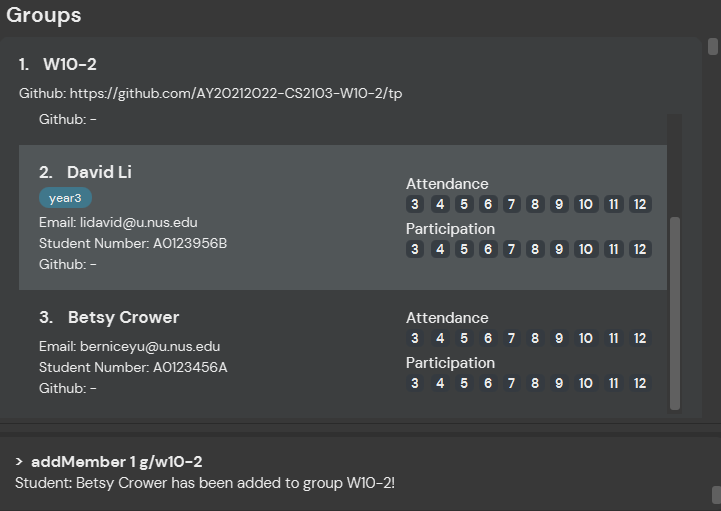 Groups
1. W10-2
Github: https://github.com/AY20212022-CS2103-W10-2/tp
Github: -
2. David Li
year3
Email: lidavid@u.nus.edu
Student Number: A0123956B
Github: -
Attendance
3 4 5 6 7 8 9 10 11 12
Participation
3 4 5 6 7 8 9 10 11 12
3. Betsy Crower
Email: berniceyu@u.nus.edu
Student Number: A0123456A
Github: -
Attendance
3 4 5 6 7 8 9 10 11 12
Participation
3 4 5 6 7 8 9 10 11 12
> addMember 1 g/w10-2
Student: Betsy Crower has been added to group W10-2!